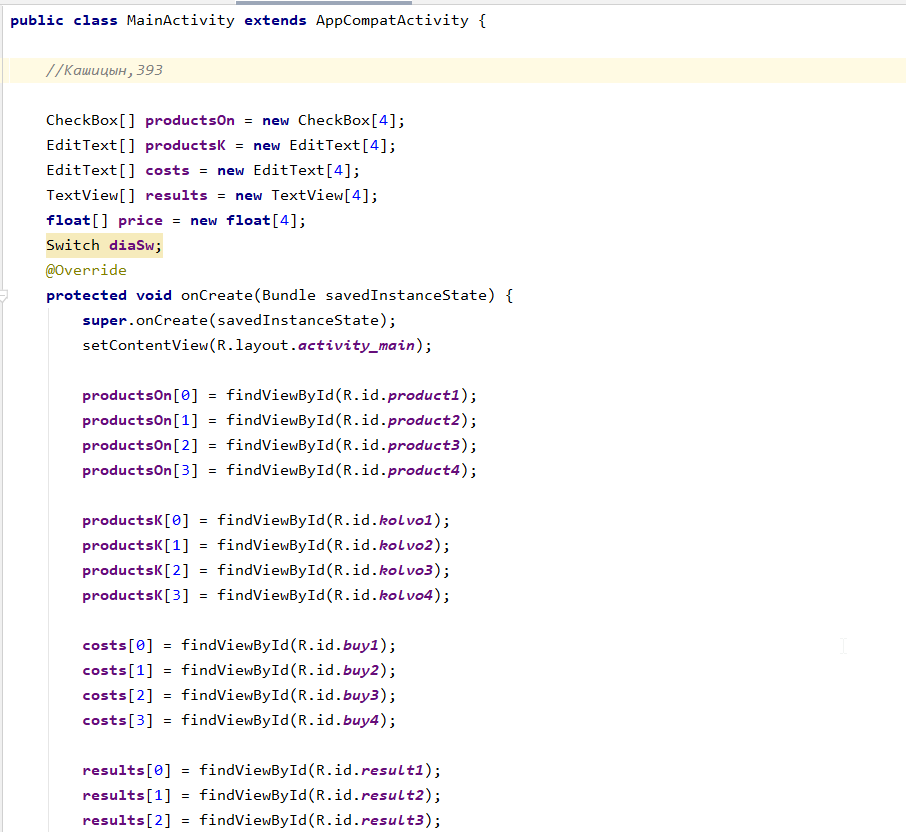 public class MainActivity extends AppCompatActivity {
//Кашицын,393
CheckBox[] productsOn = new CheckBox[4];
EditText[] productsK = new EditText[4];
EditText[] costs = new EditText[4];
TextView[] results = new TextView[4];
float[] price = new float[4];
Switch diaSw;
@Override
protected void onCreate(Bundle savedInstanceState) {
super.onCreate(savedInstanceState);
setContentView(R.layout.activity_main);
productsOn[0] = findViewById(R.id.product1);
productsOn[1] = findViewById(R.id.product2);
productsOn[2] = findViewById(R.id.product3);
productsOn[3] = findViewById(R.id.product4);
productsK[0] = findViewById(R.id.kolvo1);
productsK[1] = findViewById(R.id.kolvo2);
productsK[2] = findViewById(R.id.kolvo3);
productsK[3] = findViewById(R.id.kolvo4);
costs[0] = findViewById(R.id.buy1);
costs[1] = findViewById(R.id.buy2);
costs[2] = findViewById(R.id.buy3);
costs[3] = findViewById(R.id.buy4);
results[0] = findViewById(R.id.result1);
results[1] = findViewById(R.id.result2);
results[2] = findViewById(R.id.result3);